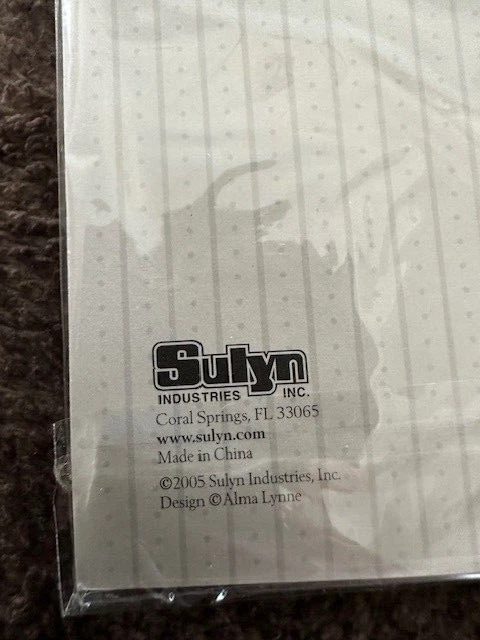 Sulyn
INDUSTRIES INC.
Coral Springs, FL 33065
www.sulyn.com
Made in China
©2005 Sulyn Industries, Inc.
Design ©Alma Lynne